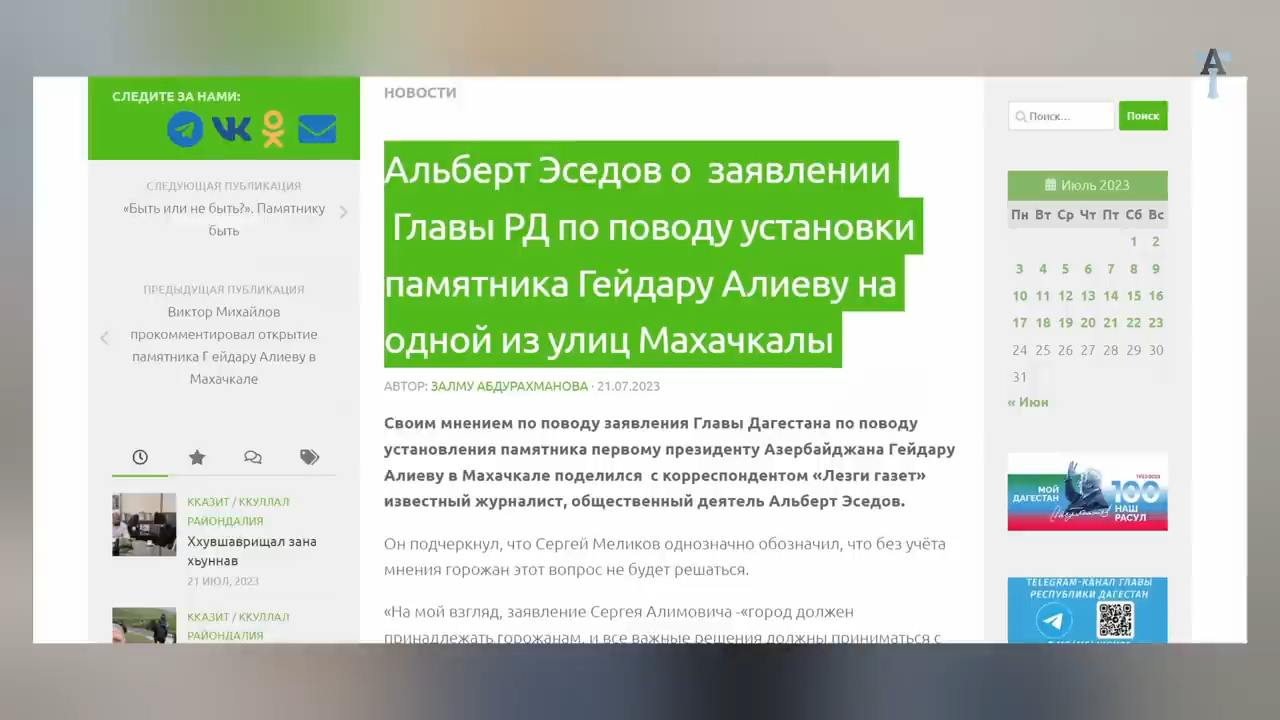 СЛЕДИТЕ ЗА НАМИ:
СЛЕДУЮЩАЯ ПУБЛИКАЦИЯ
«Быть или не быть?». Памятнику
быть
ПРЕДЫДУЩАЯ ПУБЛИКАЦИЯ
Виктор Михайлов
прокомментировал открытие
памятника Г ейдару Алиеву в
Махачкале
ККАЗИТ / ККУЛЛАЛ
РАЙОНДАЛИЯ
Ххувшаврищал зана
хьуннав
21 ИЮЛ, 2023
ККАЗИТ / ККУЛЛАЛ
РАЙОНДАЛИЯ
НОВОСТИ
Альберт Эседов о заявлении
Главы РД по поводу установки
памятника Гейдару Алиеву на
одной из улиц Махачкалы
АВТОР: ЗАЛМУ АБДУРАХМАНОВА · 21.07.2023
Своим мнением по поводу заявления Главы Дагестана по поводу
установления памятника первому президенту Азербайджана Гейдару
Алиеву в Махачкале поделился с корреспондентом «Лезги газет»
известный журналист, общественный деятель Альберт Эседов.
Он подчеркнул, что Сергей Меликов однозначно обозначил, что без учёта
мнения горожан этот вопрос не будет решаться.
«На мой взгляд, заявление Сергея Алимовича -«город должен
принадлежать горожанам, и все важные решения должны приниматься с
Поиск...
Поиск
Июль 2023
Пн Вт Ср Чт Пт Сб Вс
1 2
3 4 5 6 7 8 9
10 11 12 13 14 15 16
17 18 19 20 21 22 23
24 25 26 27 28 29 30
31
« Июн
МОЙ
ДАГЕСТАН
100
НАШ
РАСУЛ
TELEGRAM-КАНАЛ ГЛАВЫ
РЕСПУБЛИКИ ДАГЕСТАН